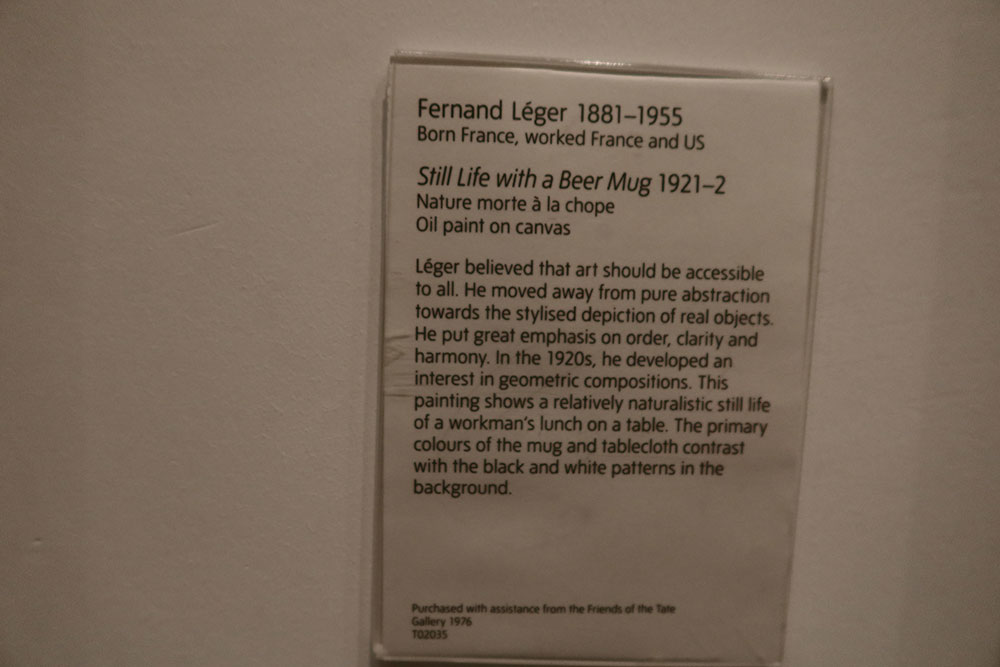 Fernand Léger 1881–1955
Born France, worked France and US
Still Life with a Beer Mug 1921–2
Nature morte à la chope
Oil paint on canvas
Léger believed that art should be accessible
to all. He moved away from pure abstraction
towards the stylised depiction of real objects.
He put great emphasis on order, clarity and
harmony. In the 1920s, he developed an
interest in geometric compositions. This
painting shows a relatively naturalistic still life
of a workman's lunch on a table. The primary
colours of the mug and tablecloth contrast
with the black and white patterns in the
background.
Purchased with assistance from the Friends of the Tate
Gallery 1976
T02035